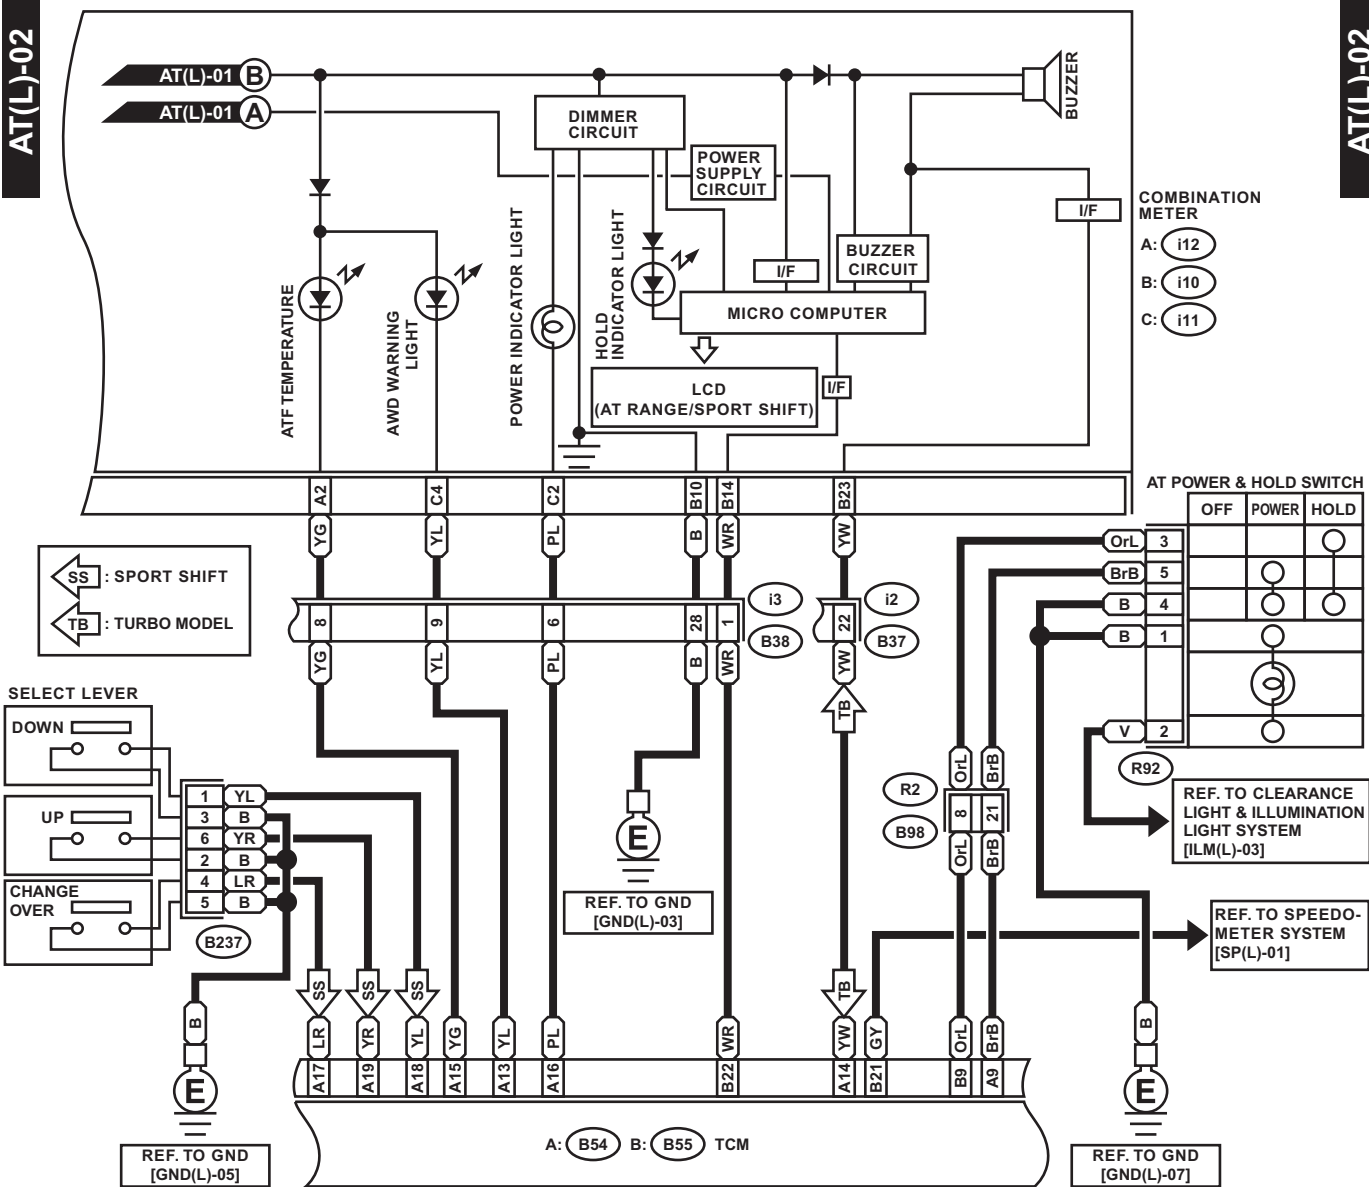 AT(L)-02
AT(L)-02
AT(L)-01 B
AT(L)-01 A
BUZZER
DIMMER
CIRCUIT
POWER
SUPPLY
CIRCUIT
I/F
I/F
BUZZER
CIRCUIT
COMBINATION
METER
A: i12
B: i10
C: i11
ATF TEMPERATURE
AWD WARNING
LIGHT
POWER INDICATOR LIGHT
HOLD
INDICATOR LIGHT
MICRO COMPUTER
LCD
(AT RANGE/SPORT SHIFT)
I/F
A2 C4 C2 B10 B14 B23
YG YL PL B WR YW
8 9 6 28 1 22
i3 i2
B38 B37
YG YL PL B WR YW
TB
SS : SPORT SHIFT
TB : TURBO MODEL
AT POWER & HOLD SWITCH
OFF POWER HOLD
OrL 3
BrB 5
B 4
B 1
V 2
R92
SELECT LEVER
DOWN
UP
CHANGE
OVER
1 YL
3 B
6 YR
2 B
4 LR
5 B
B237
R2
B98
OrL BrB
8 21
OrL BrB
E
REF. TO GND
[GND(L)-03]
REF. TO CLEARANCE
LIGHT & ILLUMINATION
LIGHT SYSTEM
[ILM(L)-03]
REF. TO SPEEDO-
METER SYSTEM
[SP(L)-01]
SS SS SS TB
B
LR YR YL YG YL PL WR YW GY OrL BrB
B
A17 A19 A18 A15 A13 A16 B22 A14 B21 B9 A9
E
E
A: B54 B: B55 TCM
REF. TO GND
[GND(L)-05]
REF. TO GND
[GND(L)-07]